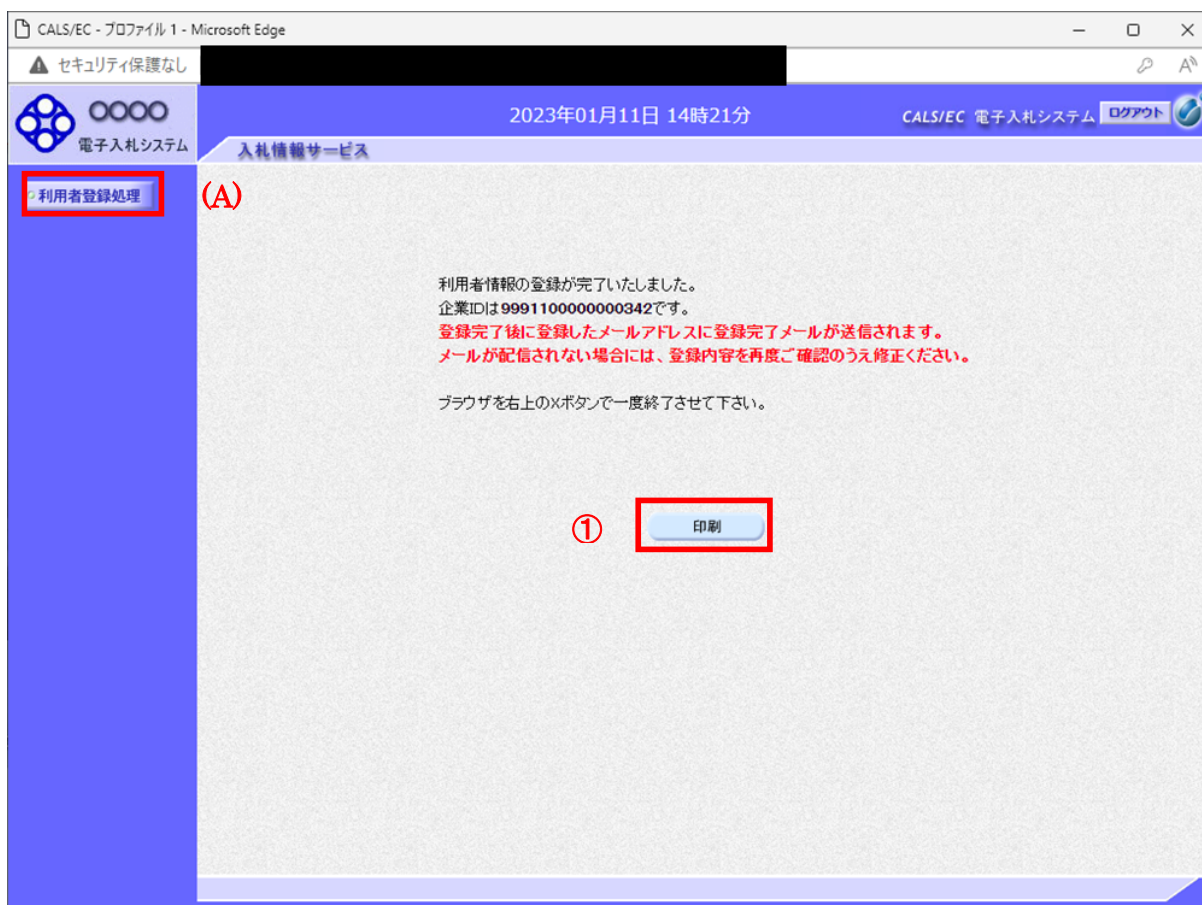 CALS/EC - プロファイル 1 - Microsoft Edge
セキュリティ保護なし
〇〇〇〇
電子入札システム
2023年01月11日 14時21分
CALS/EC 電子入札システム
ログアウト
入札情報サービス
利用者登録処理
(A)
利用者情報の登録が完了いたしました。
企業IDは9991100000000342です。
登録完了後に登録したメールアドレスに登録完了メールが送信されます。
メールが配信されない場合には、登録内容を再度ご確認のうえ修正ください。
ブラウザを右上の×ボタンで一度終了させて下さい。
①
印刷